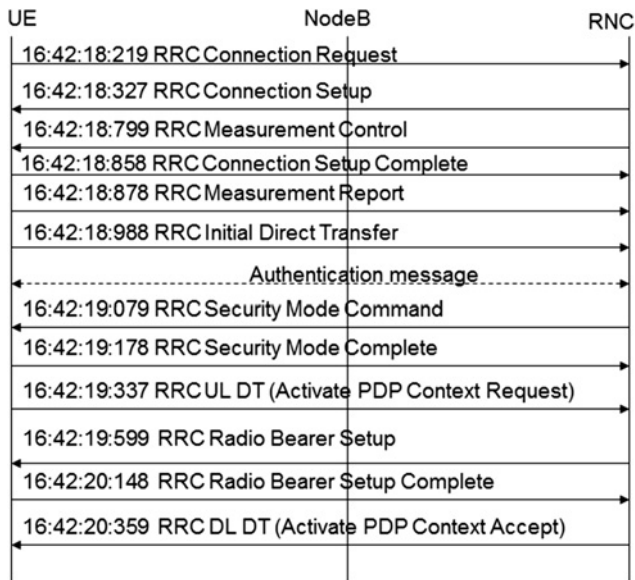 UE NodeB RNC
16:42:18:219 RRC Connection Request
16:42:18:327 RRC Connection Setup
16:42:18:799 RRC Measurement Control
16:42:18:858 RRC Connection Setup Complete
16:42:18:878 RRC Measurement Report
16:42:18:988 RRC Initial Direct Transfer
Authentication message
16:42:19:079 RRC Security Mode Command
16:42:19:178 RRC Security Mode Complete
16:42:19:337 RRC UL DT (Activate PDP Context Request)
16:42:19:599 RRC Radio Bearer Setup
16:42:20:148 RRC Radio Bearer Setup Complete
16:42:20:359 RRC DL DT (Activate PDP Context Accept)